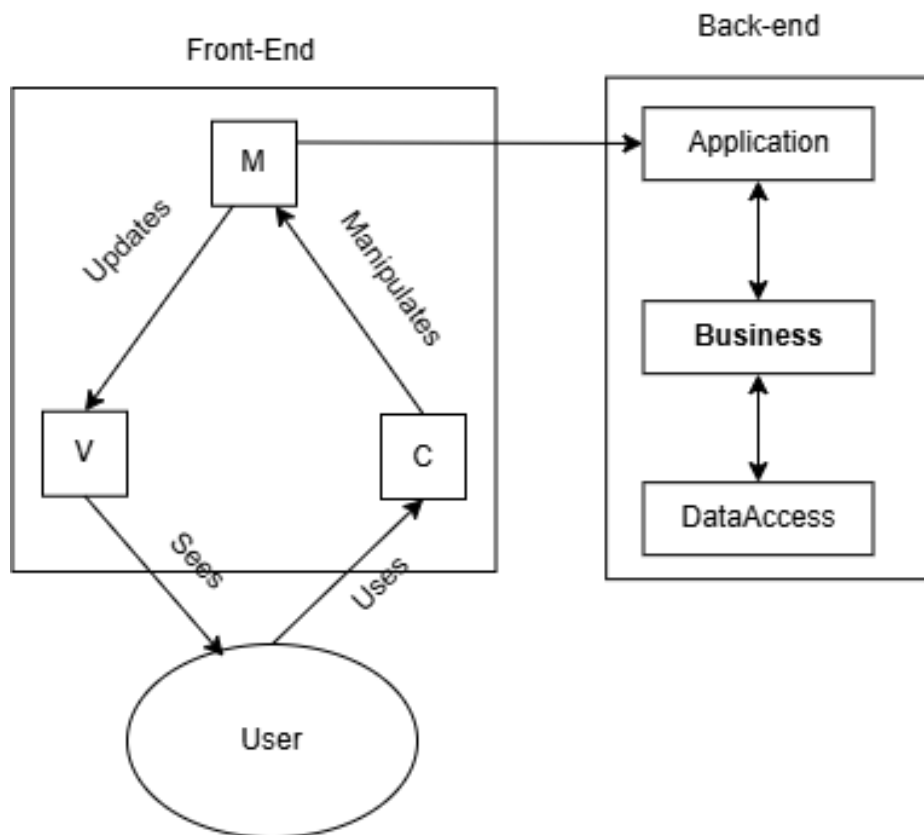 Front-End
Back-end
M
Application
Updates
Manipulates
Business
V
C
DataAccess
Sees
Uses
User